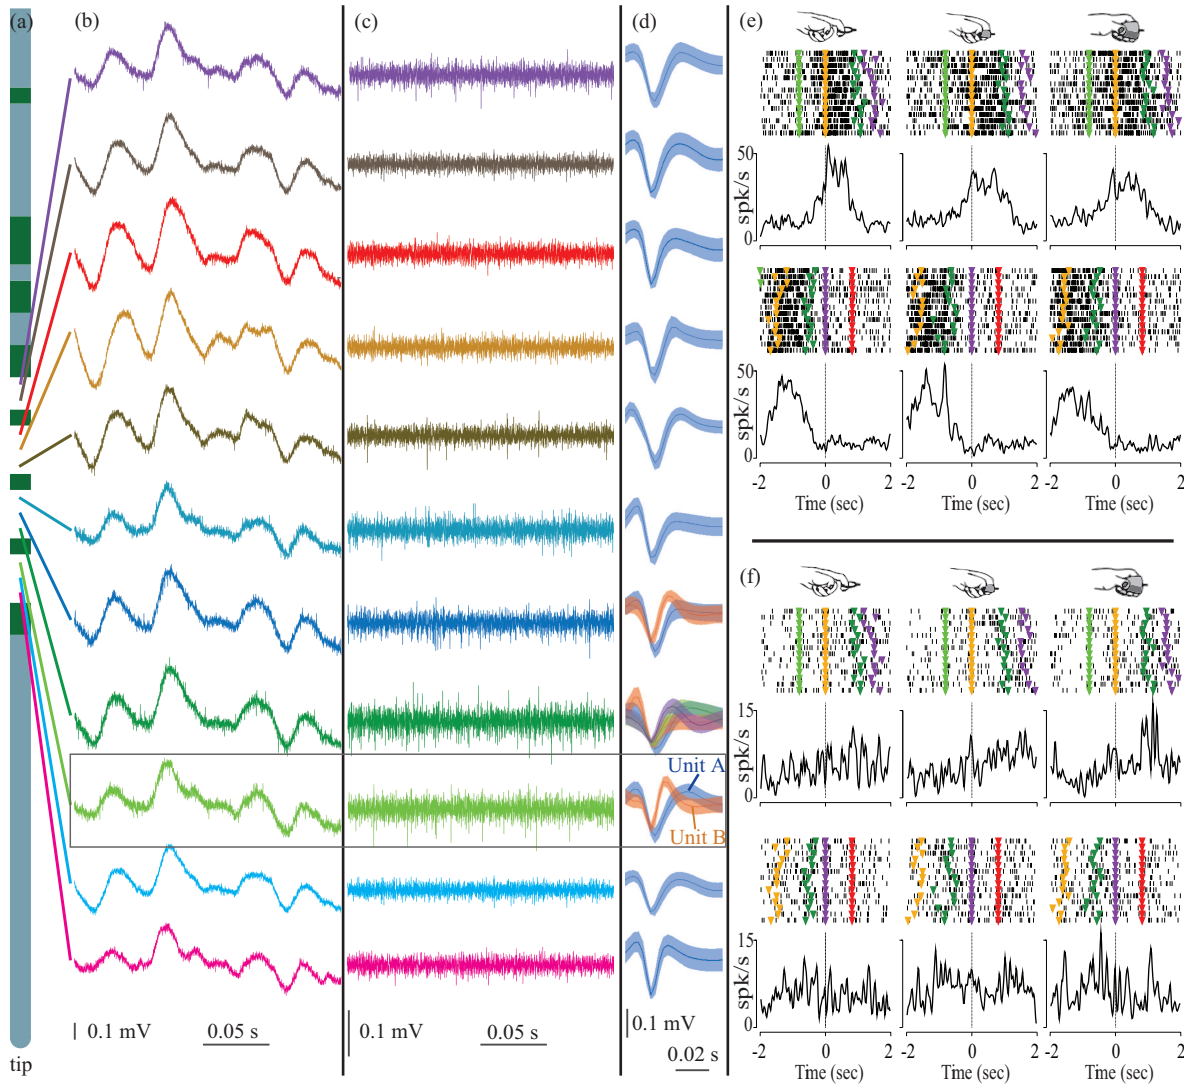 (a)
(b)
(c)
(d)
(e)
50
spk/s
0
50
spk/s
0
-2 0 2 -2 0 2 -2 0 2
Time (sec) Time (sec) Time (sec)
(f)
15
spk/s
0
15
spk/s
0
-2 0 2 -2 0 2 -2 0 2
Time (sec) Time (sec) Time (sec)
Unit A
Unit B
0.1 mV 0.05 s
0.1 mV 0.05 s
0.1 mV
0.02 s
tip